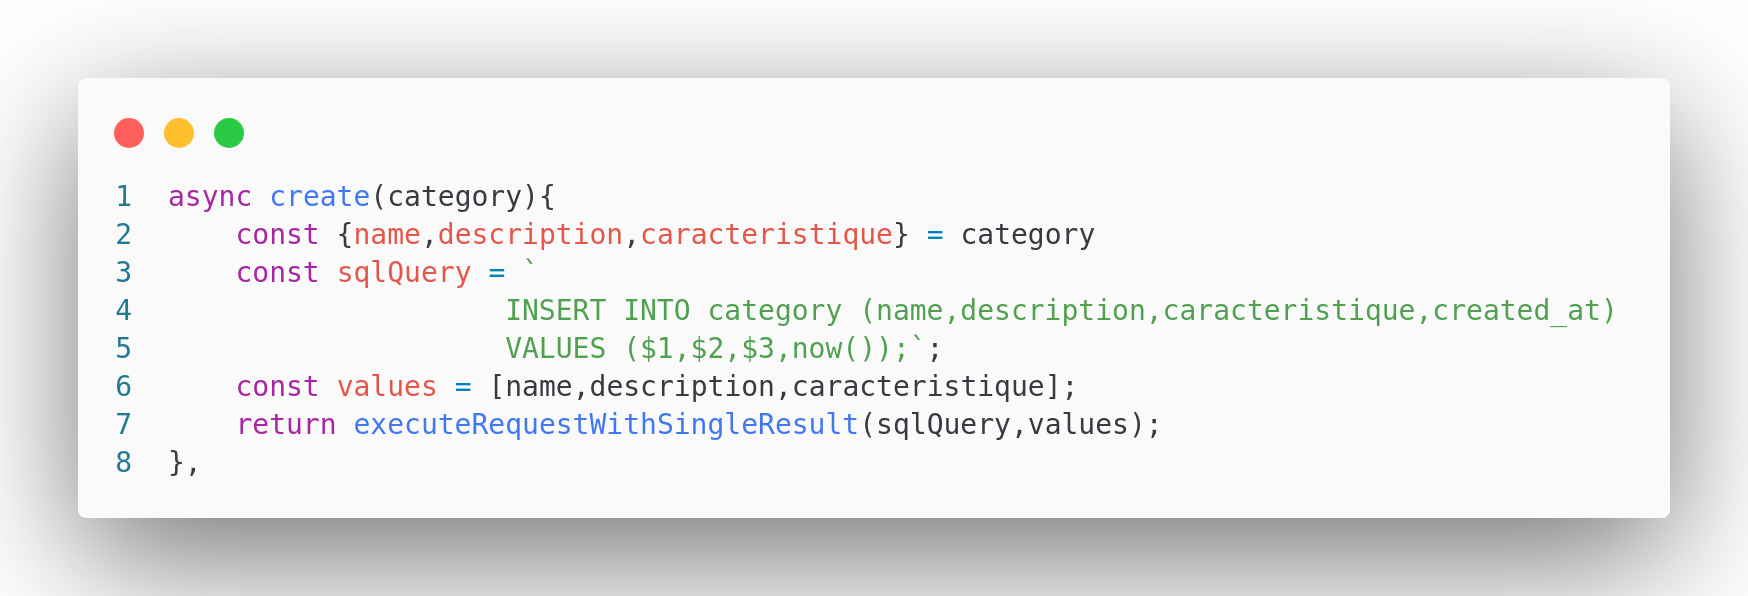 1 async create(category){
2     const {name,description,caracteristique} = category
3     const sqlQuery = `
4                     INSERT INTO category (name,description,caracteristique,created_at)
5                     VALUES ($1,$2,$3,now());`;
6     const values = [name,description,caracteristique];
7     return executeRequestWithSingleResult(sqlQuery,values);
8 },